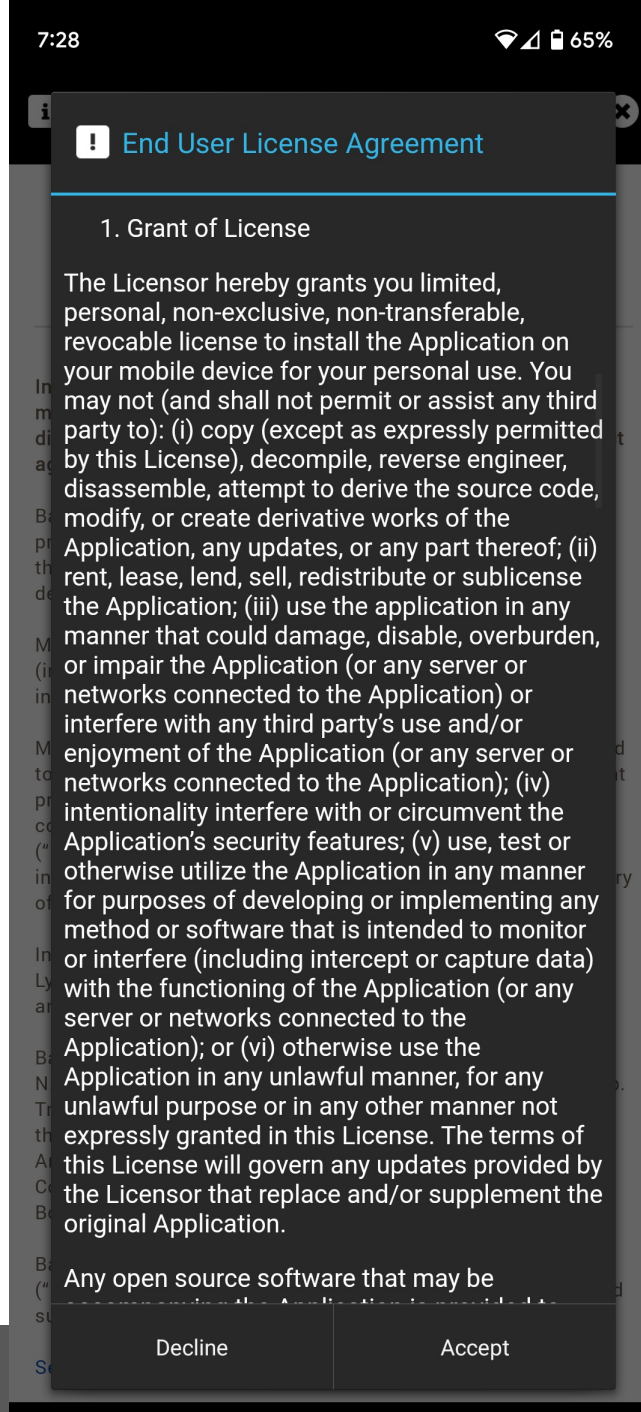 7:28
65%
End User License Agreement
1. Grant of License
The Licensor hereby grants you limited,
personal, non-exclusive, non-transferable,
revocable license to install the Application on
your mobile device for your personal use. You
may not (and shall not permit or assist any third
party to): (i) copy (except as expressly permitted
by this License), decompile, reverse engineer,
disassemble, attempt to derive the source code,
modify, or create derivative works of the
Application, any updates, or any part thereof; (ii)
rent, lease, lend, sell, redistribute or sublicense
the Application; (iii) use the application in any
manner that could damage, disable, overburden,
or impair the Application (or any server or
networks connected to the Application) or
interfere with any third party’s use and/or
enjoyment of the Application (or any server or
networks connected to the Application); (iv)
intentionality interfere with or circumvent the
Application’s security features; (v) use, test or
otherwise utilize the Application in any manner
for purposes of developing or implementing any
method or software that is intended to monitor
or interfere (including intercept or capture data)
with the functioning of the Application (or any
server or networks connected to the
Application); or (vi) otherwise use the
Application in any unlawful manner, for any
unlawful purpose or in any other manner not
expressly granted in this License. The terms of
this License will govern any updates provided by
the Licensor that replace and/or supplement the
original Application.
Any open source software that may be
Decline
Accept